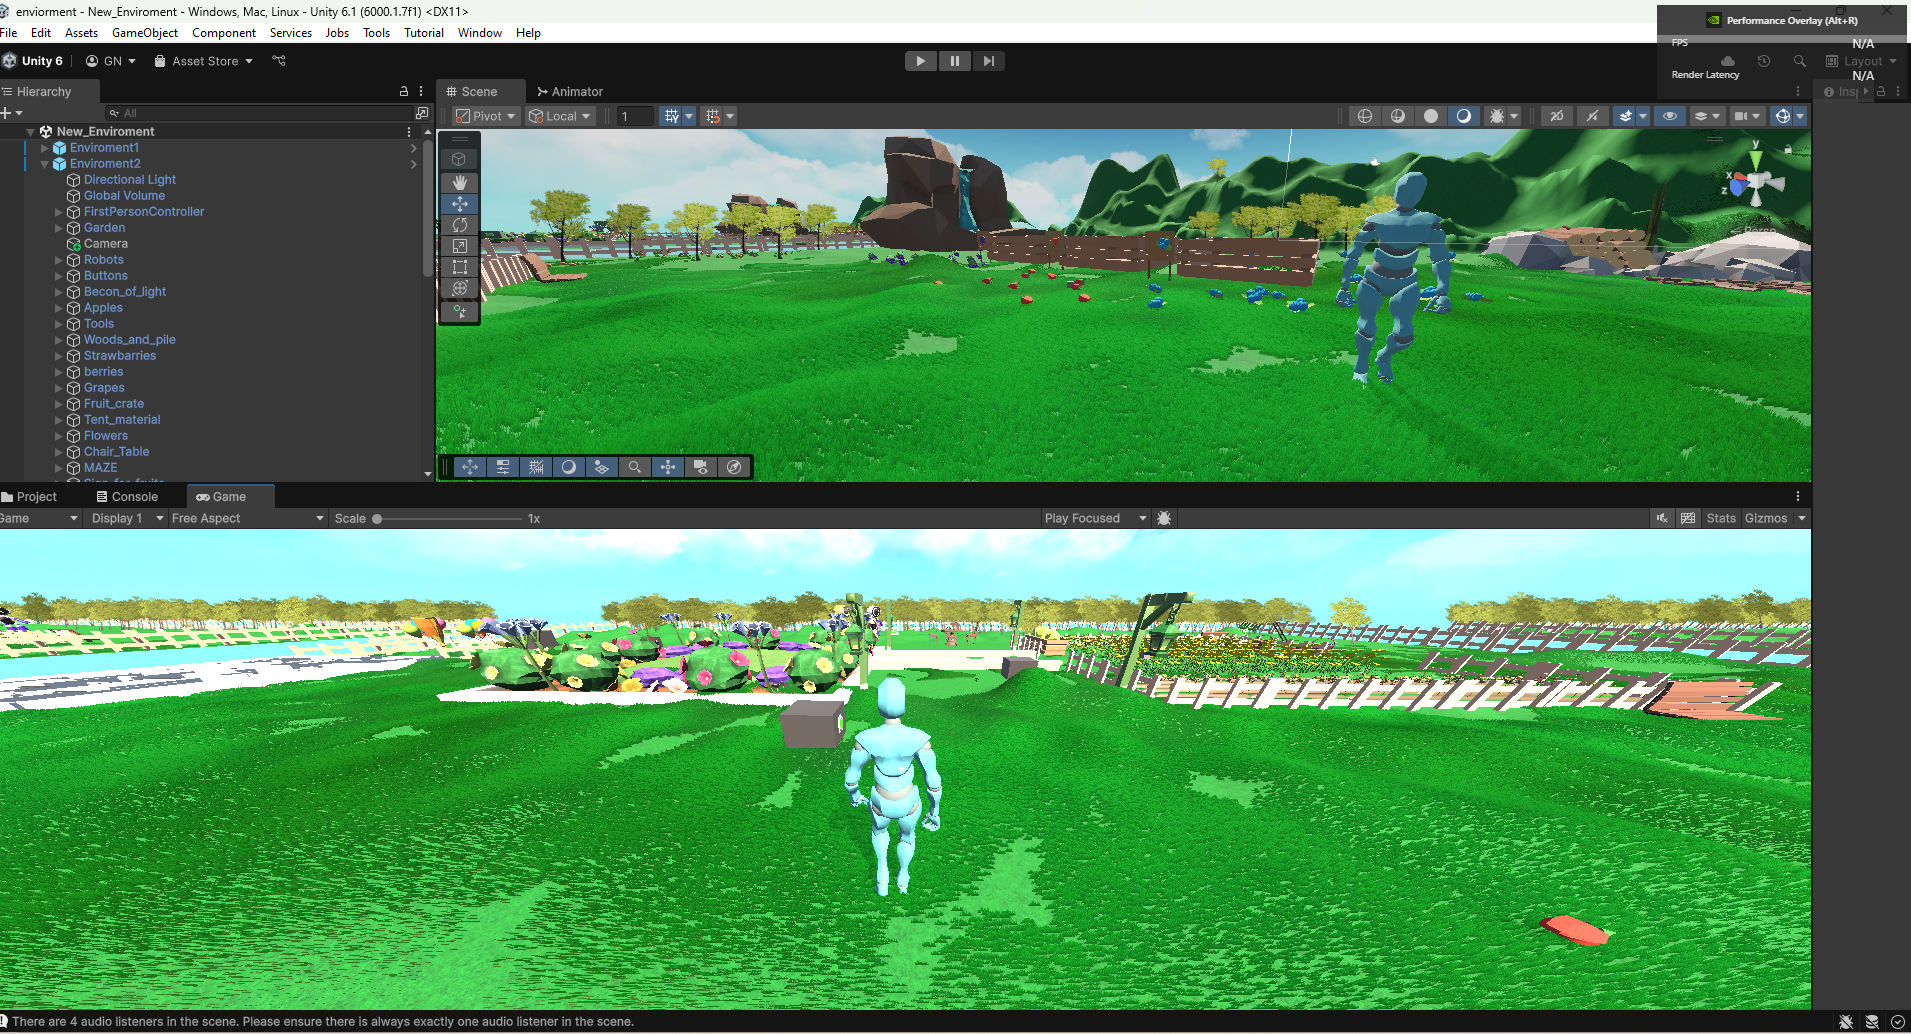 enviorment - New_Enviroment - Windows, Mac, Linux - Unity 6.1 (6000.1.7f1) <DX11>
Performance Overlay (Alt+R)
File Edit Assets GameObject Component Services Jobs Tools Tutorial Window Help
FPS N/A
Unity 6 GN Asset Store
Layout
Render Latency N/A
Hierarchy
Scene Animator
Insp
All
Pivot Local 1
2D
New_Enviroment
Enviroment1
Enviroment2
Directional Light
Global Volume
FirstPersonController
Garden
Camera
Robots
Buttons
Becon_of_light
Apples
Tools
Woods_and_pile
Strawbarries
berries
Grapes
Fruit_crate
Tent_material
Flowers
Chair_Table
MAZE
Sign_for_fruits
y
x
z
Persp
Project Console Game
Game Display 1 Free Aspect Scale 1x Play Focused Stats Gizmos
There are 4 audio listeners in the scene. Please ensure there is always exactly one audio listener in the scene.